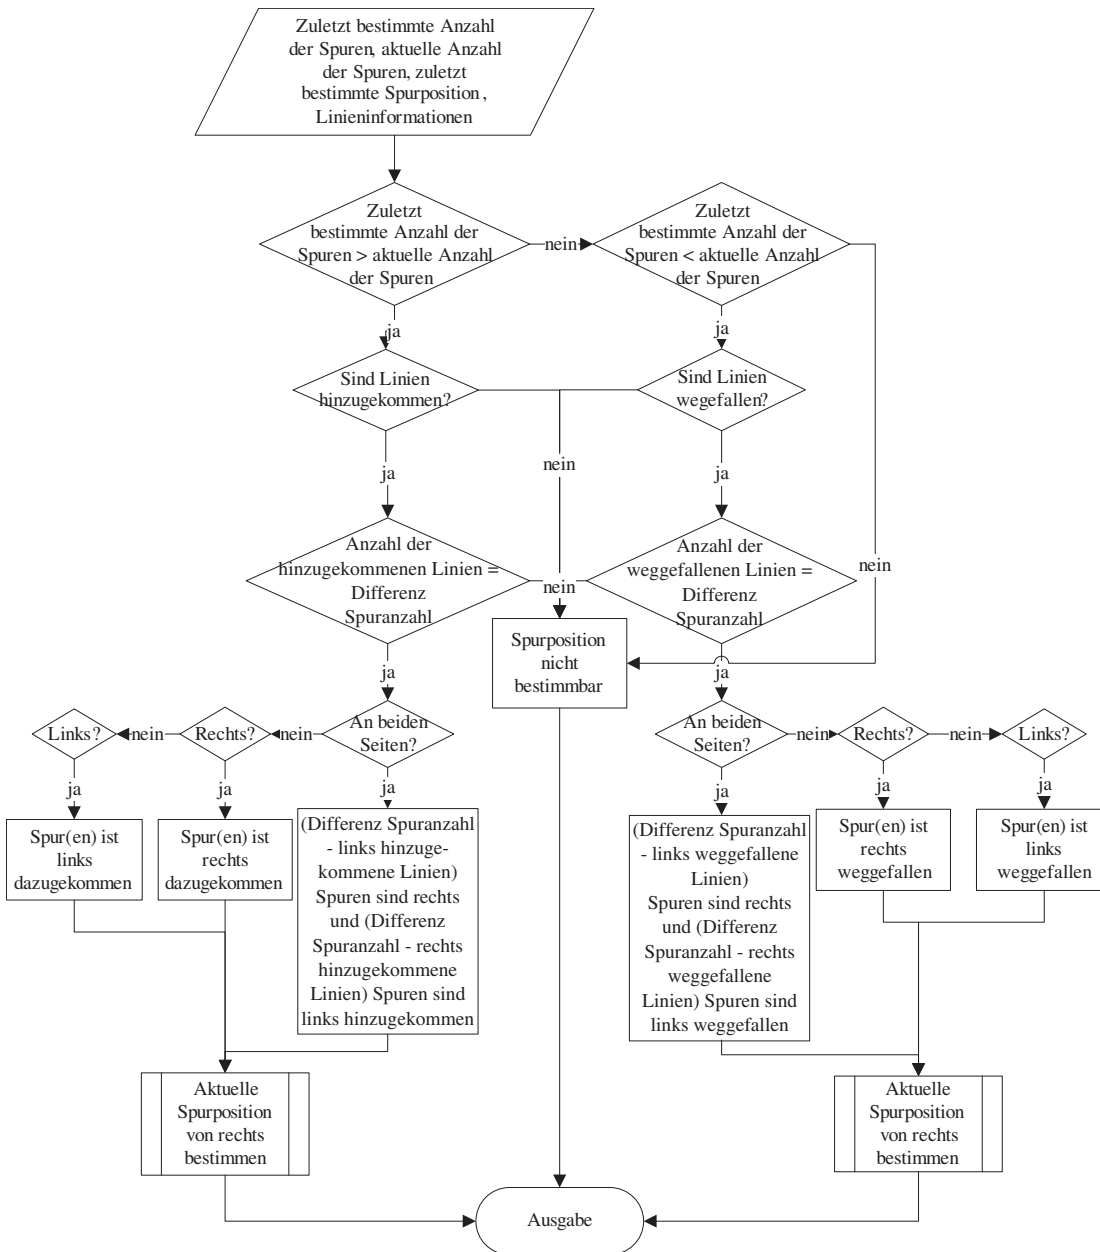 Zuletzt bestimmte Anzahl
der Spuren, aktuelle Anzahl
der Spuren, zuletzt
bestimmte Spurposition,
Linieninformationen
Zuletzt
bestimmte Anzahl der
Spuren > aktuelle Anzahl
der Spuren
nein
Zuletzt
bestimmte Anzahl der
Spuren < aktuelle Anzahl
der Spuren
ja
ja
Sind Linien
hinzugekommen?
Sind Linien
wegefallen?
nein
ja
ja
Anzahl der
hinzugekommenen Linien =
Differenz
Spuranzahl
nein
Anzahl der
weggefallenen Linien =
Differenz
Spuranzahl
nein
Spurposition
nicht
bestimmbar
ja
ja
Links?
nein
Rechts?
nein
An beiden
Seiten?
An beiden
Seiten?
nein
Rechts?
nein
Links?
ja
ja
ja
ja
ja
ja
Spur(en) ist
links
dazugekommen
Spur(en) ist
rechts
dazugekommen
(Differenz Spuranzahl
- links hinzuge-
kommene Linien)
Spuren sind rechts
und (Differenz
Spuranzahl - rechts
hinzugekommene
Linien) Spuren sind
links hinzugekommen
(Differenz Spuranzahl
- links weggefallene
Linien)
Spuren sind rechts
und (Differenz
Spuranzahl - rechts
weggefallene
Linien) Spuren sind
links weggefallen
Spur(en) ist
rechts
weggefallen
Spur(en) ist
links
weggefallen
Aktuelle
Spurposition
von rechts
bestimmen
Aktuelle
Spurposition
von rechts
bestimmen
Ausgabe